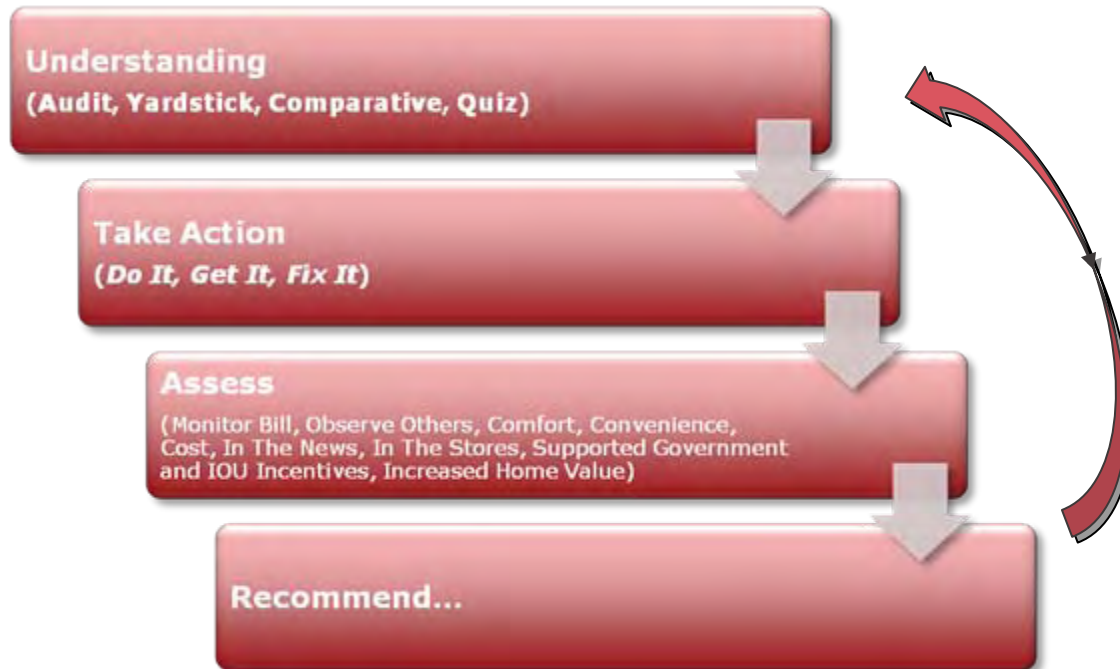 Understanding
(Audit, Yardstick, Comparative, Quiz)
Take Action
(Do It, Get It, Fix It)
Assess
(Monitor Bill, Observe Others, Comfort, Convenience,
Cost, In The News, In The Stores, Supported Government
and IOU Incentives, Increased Home Value)
Recommend...